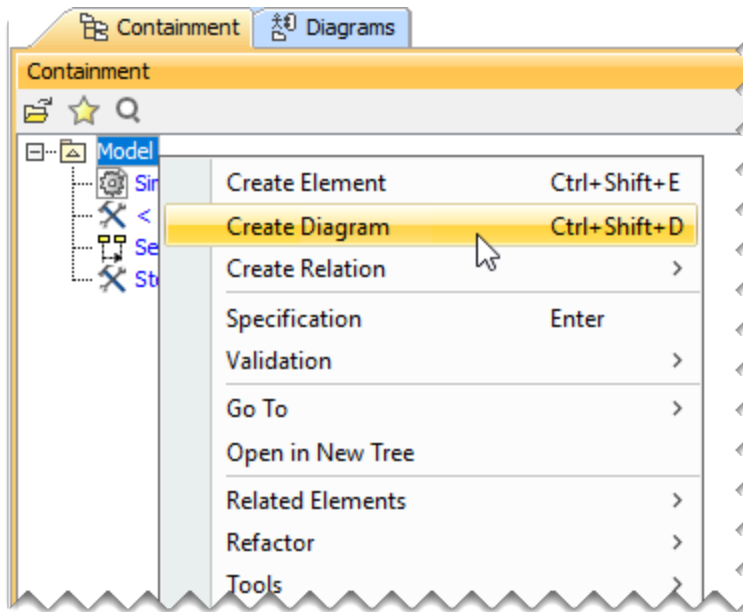 Containment Diagrams
Containment
Model
Create Element Ctrl+Shift+E
Create Diagram Ctrl+Shift+D
Create Relation
Specification Enter
Validation
Go To
Open in New Tree
Related Elements
Refactor
Tools